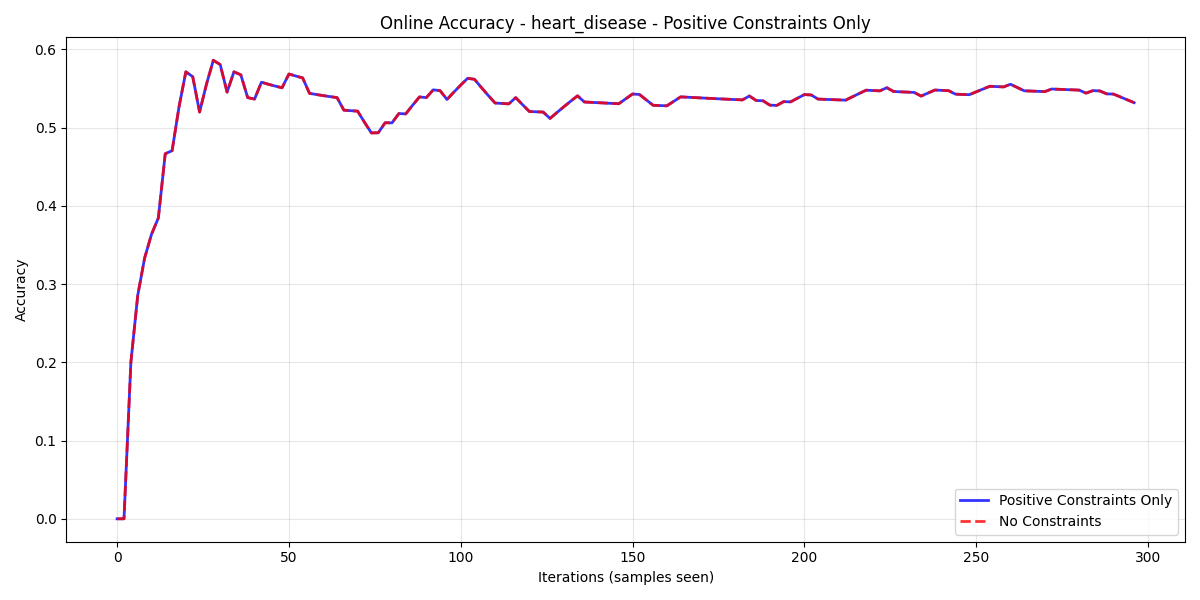 Online Accuracy - heart_disease - Positive Constraints Only
0.6
0.5
0.4
0.3
0.2
0.1
0.0
Accuracy
0
50
100
150
200
250
300
Iterations (samples seen)
Positive Constraints Only
No Constraints